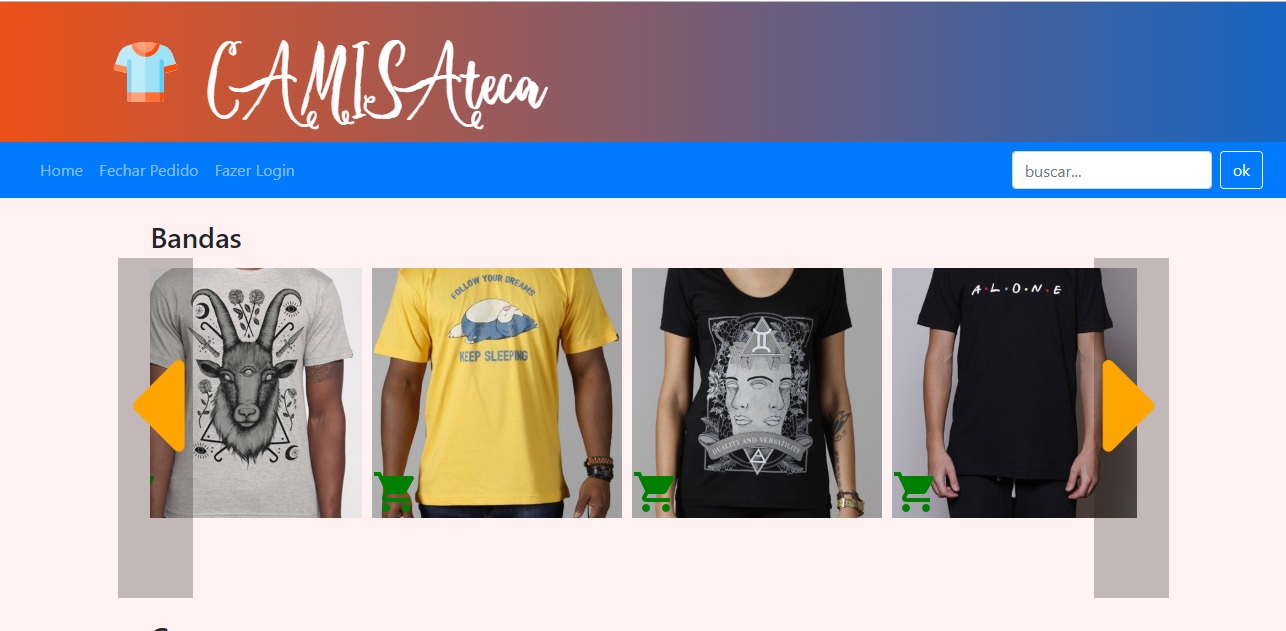 CAMISAteca
Home Fechar Pedido Fazer Login
buscar... ok
Bandas
FOLLOW YOUR DREAMS
KEEP SLEEPING
DUALITY AND VERSATILITY
A·L·O·N·E